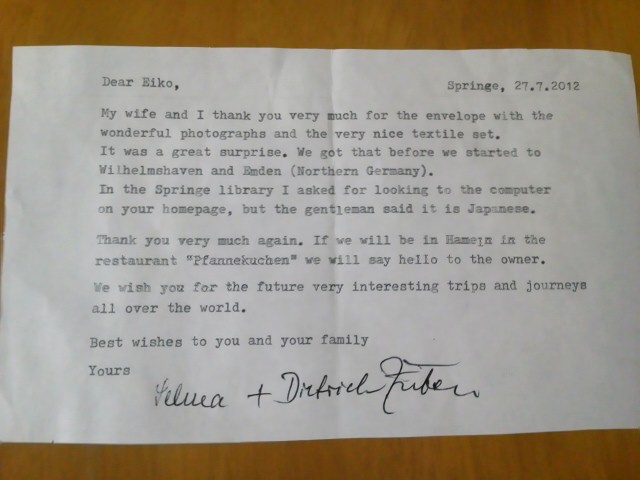 Dear Eiko,
Springe, 27.7.2012
My wife and I thank you very much for the envelope with the
wonderful photographs and the very nice textile set.
It was a great surprise. We got that before we started to
Wilhelmshaven and Emden (Northern Germany).
In the Springe library I asked for looking to the computer
on your homepage, but the gentleman said it is Japanese.
Thank you very much again. If we will be in Hameln in the
restaurant "Pfannekuchen" we will say hello to the owner.
We wish you for the future very interesting trips and journeys
all over the world.
Best wishes to you and your family
Yours
+ Dietrich